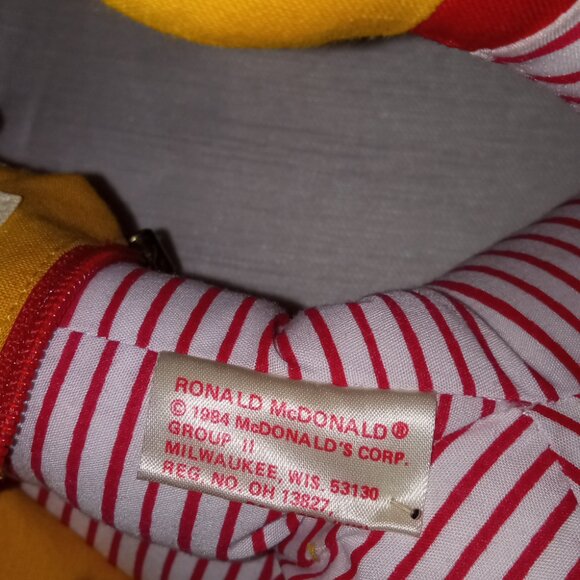 RONALD McDONALD®
© 1984 McDONALD'S CORP.
GROUP II
MILWAUKEE, WIS. 53130
REG. NO. OH 13827